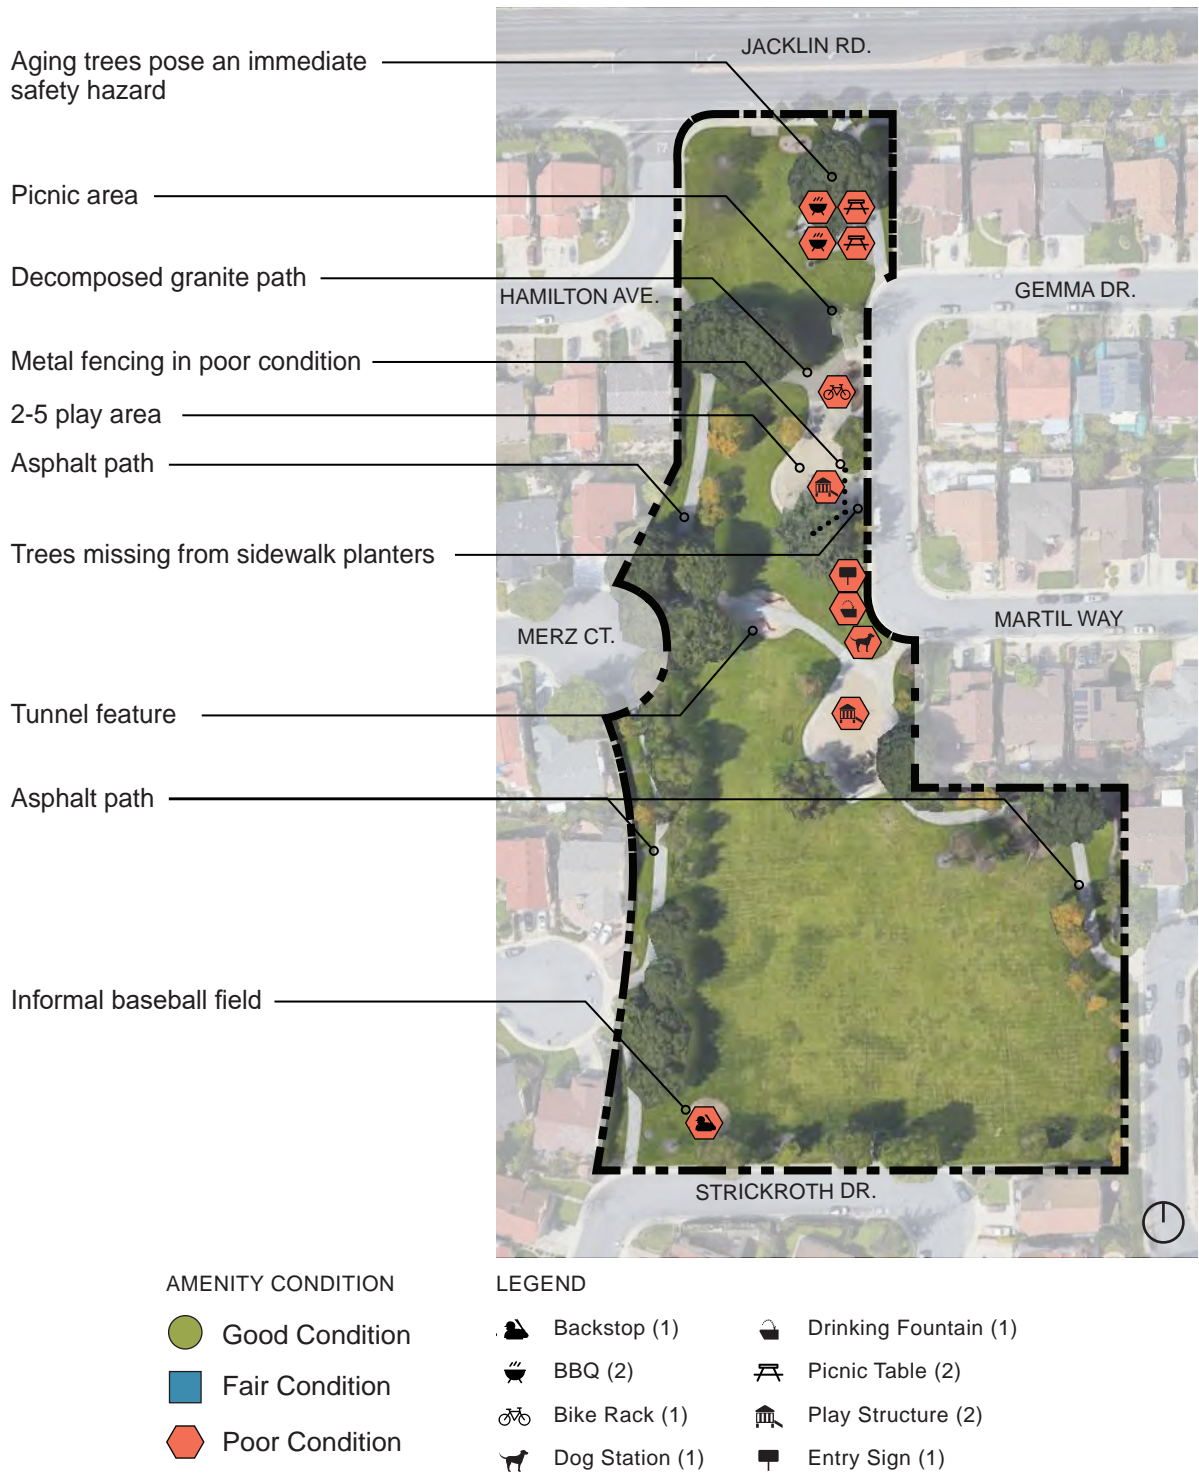 JACKLIN RD.
Aging trees pose an immediate
safety hazard
Picnic area
Decomposed granite path
HAMILTON AVE.
GEMMA DR.
Metal fencing in poor condition
2-5 play area
Asphalt path
Trees missing from sidewalk planters
MARTIL WAY
MERZ CT.
Tunnel feature
Asphalt path
Informal baseball field
STRICKROTH DR.
AMENITY CONDITION
Good Condition
Fair Condition
Poor Condition
LEGEND
Backstop (1)
BBQ (2)
Bike Rack (1)
Dog Station (1)
Drinking Fountain (1)
Picnic Table (2)
Play Structure (2)
Entry Sign (1)